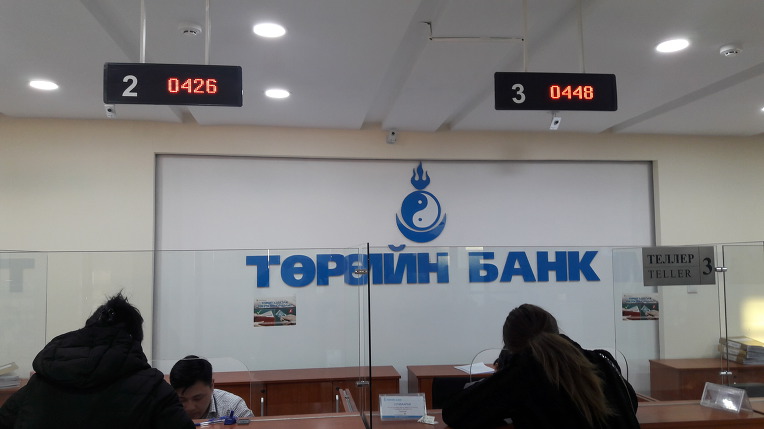 2 0426
3 0448
ТӨРИЙН БАНК
ТЕЛЛЕР
TELLER 3